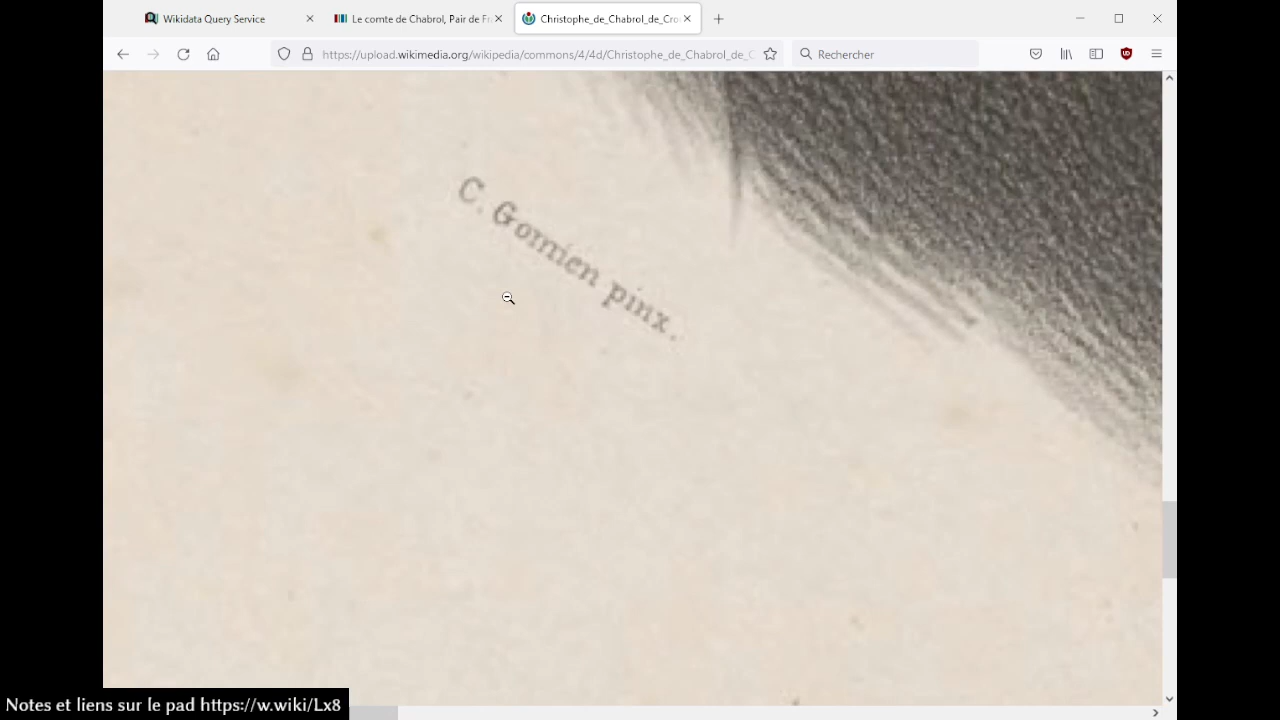 Wikidata Query Service
Le comte de Chabrol, Pair de Fr
Christophe_de_Chabrol_de_Cro
https://upload.wikimedia.org/wikipedia/commons/4/4d/Christophe_de_Chabrol_de_C
Rechercher
C. Gomien pinx.
Notes et liens sur le pad https://w.wiki/Lx8